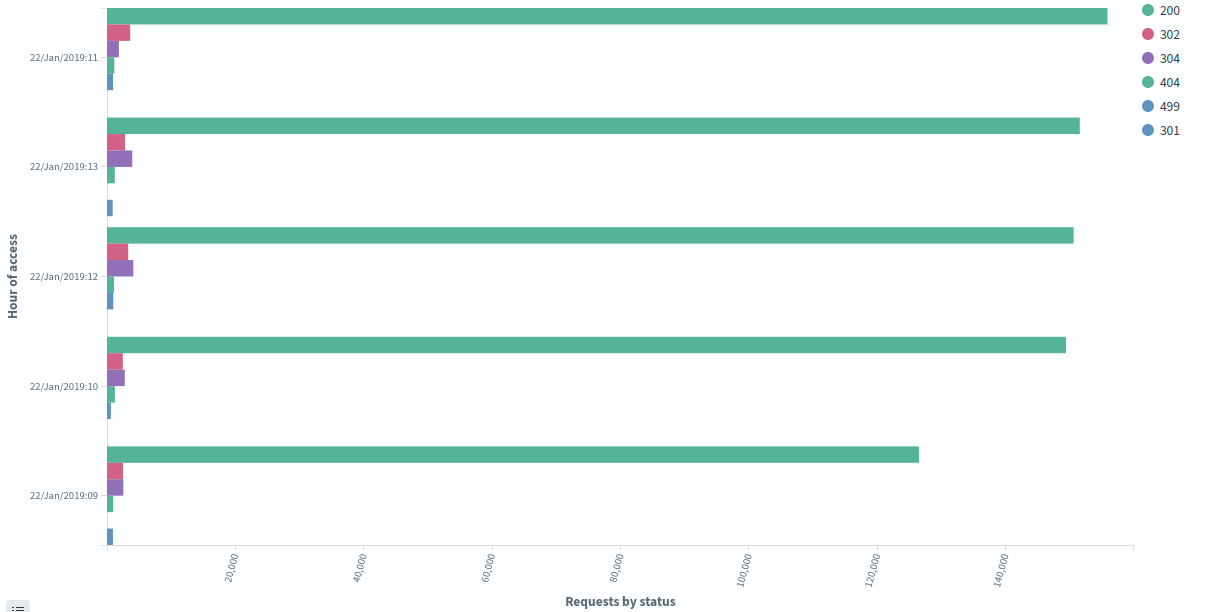 200
302
304
404
499
301
22/Jan/2019:11
22/Jan/2019:13
22/Jan/2019:12
22/Jan/2019:10
22/Jan/2019:09
Hour of access
20,000
40,000
60,000
80,000
100,000
120,000
140,000
Requests by status